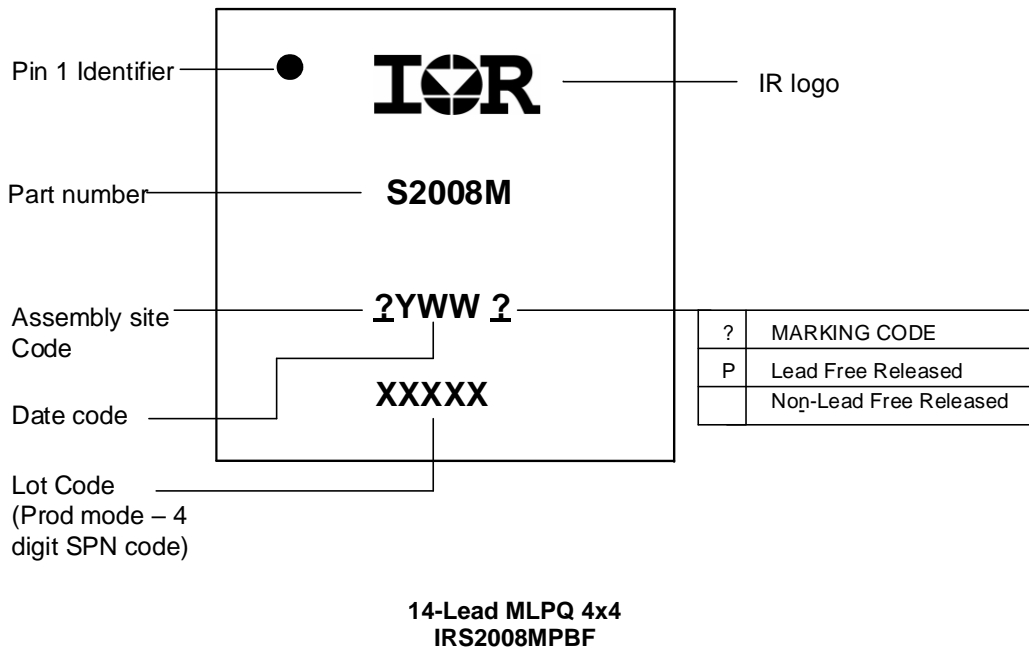 Pin 1 Identifier
IOR
IR logo
Part number
S2008M
Assembly site
Code
?YWW ?
? MARKING CODE
P Lead Free Released
Non-Lead Free Released
Date code
XXXXX
Lot Code
(Prod mode – 4
digit SPN code)
14-Lead MLPQ 4x4
IRS2008MPBF